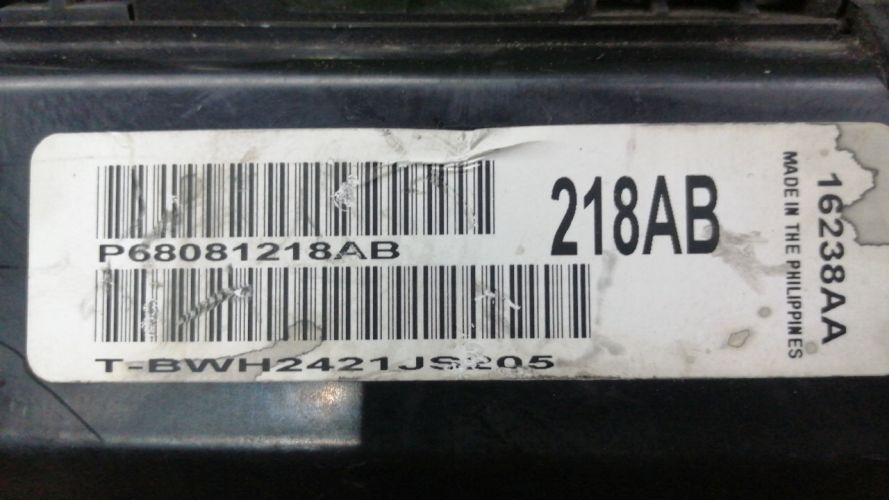 P68081218AB
218AB
T-BWH2421JS205
16238AA
MADE IN THE PHILIPPINES